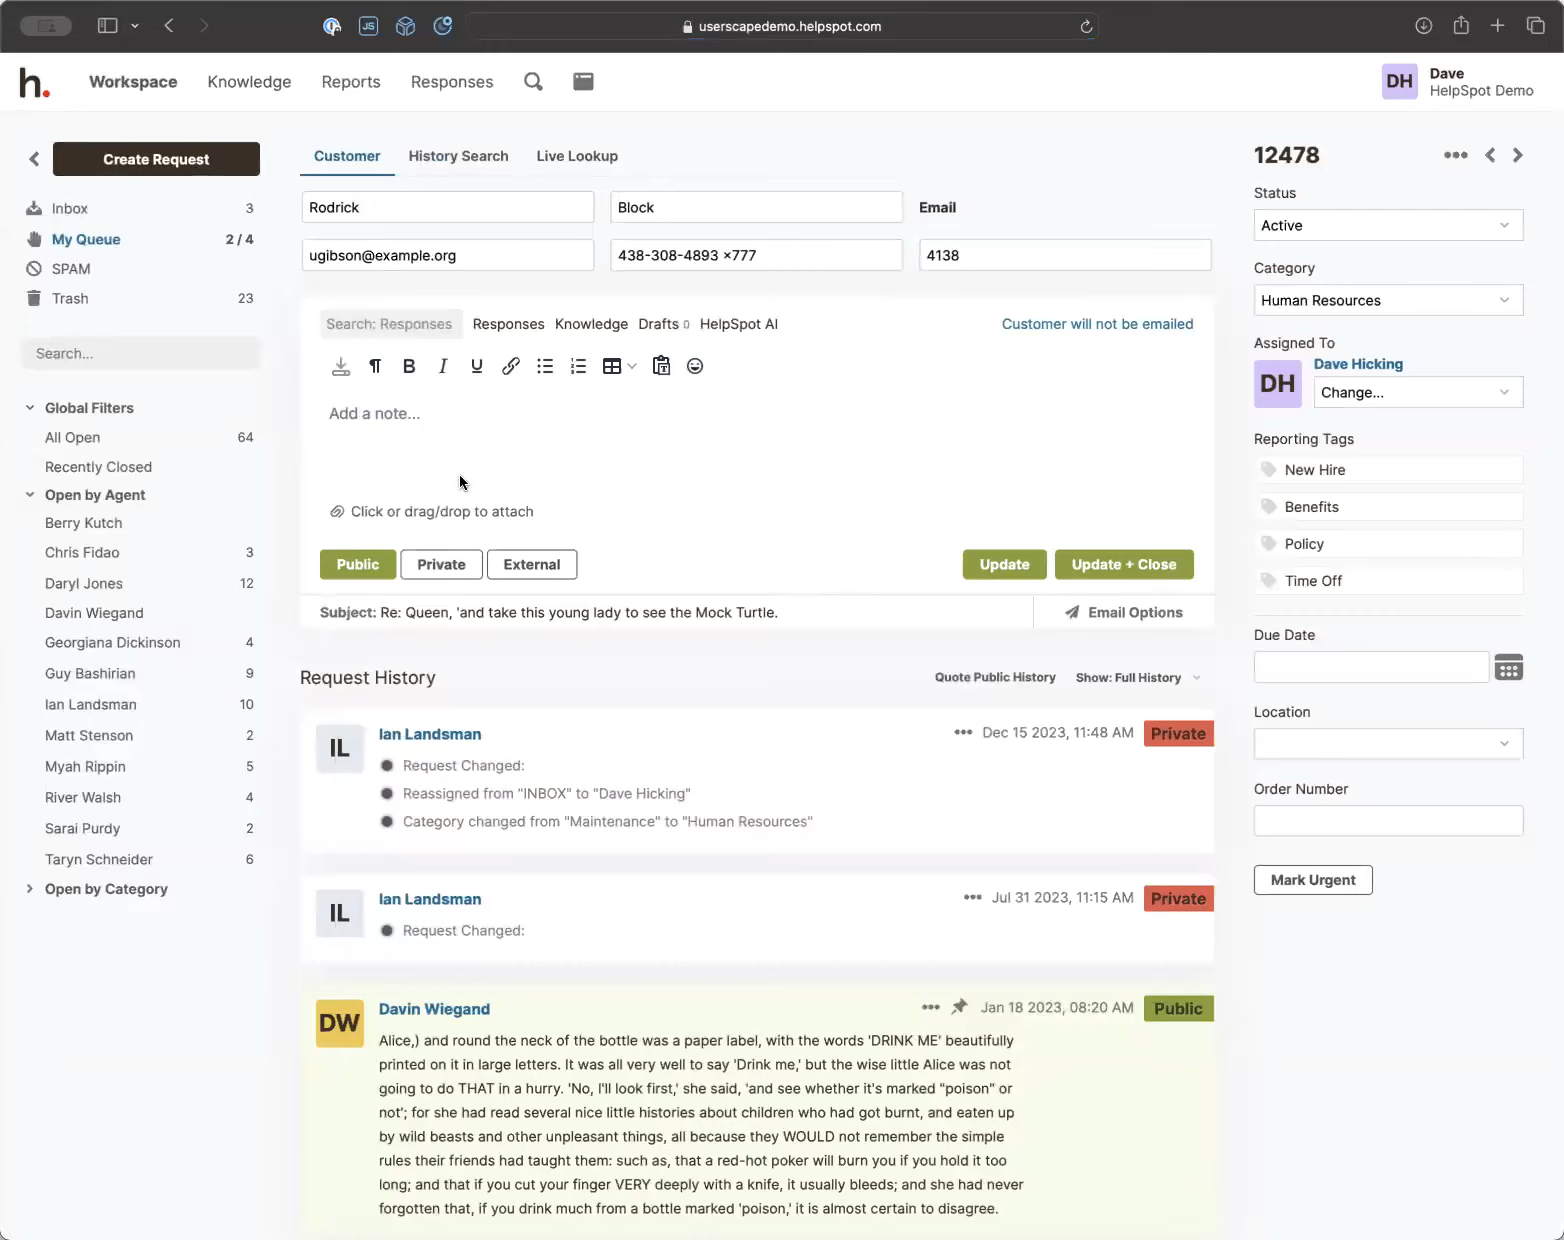 JS
userscapedemo.helpspot.com
h.
Workspace
Knowledge
Reports
Responses
DH
Dave
HelpSpot Demo
Create Request
Inbox 3
My Queue 2 / 4
SPAM
Trash 23
Search...
Global Filters
All Open 64
Recently Closed
Open by Agent
Berry Kutch
Chris Fidao 3
Daryl Jones 12
Davin Wiegand
Georgiana Dickinson 4
Guy Bashirian 9
Ian Landsman 10
Matt Stenson 2
Myah Rippin 5
River Walsh 4
Sarai Purdy 2
Taryn Schneider 6
Open by Category
Customer
History Search
Live Lookup
Rodrick
Block
Email
ugibson@example.org
438-308-4893 ×777
4138
Search: Responses
Responses
Knowledge
Drafts 0
HelpSpot AI
Customer will not be emailed
B I U
Add a note...
Click or drag/drop to attach
Public
Private
External
Update
Update + Close
Subject: Re: Queen, 'and take this young lady to see the Mock Turtle.
Email Options
Request History
Quote Public History
Show: Full History
IL
Ian Landsman
Dec 15 2023, 11:48 AM
Private
Request Changed:
Reassigned from "INBOX" to "Dave Hicking"
Category changed from "Maintenance" to "Human Resources"
IL
Ian Landsman
Jul 31 2023, 11:15 AM
Private
Request Changed:
DW
Davin Wiegand
Jan 18 2023, 08:20 AM
Public
Alice,) and round the neck of the bottle was a paper label, with the words 'DRINK ME' beautifully
printed on it in large letters. It was all very well to say 'Drink me,' but the wise little Alice was not
going to do THAT in a hurry. 'No, I'll look first,' she said, 'and see whether it's marked "poison" or
not'; for she had read several nice little histories about children who had got burnt, and eaten up
by wild beasts and other unpleasant things, all because they WOULD not remember the simple
rules their friends had taught them: such as, that a red-hot poker will burn you if you hold it too
long; and that if you cut your finger VERY deeply with a knife, it usually bleeds; and she had never
forgotten that, if you drink much from a bottle marked 'poison,' it is almost certain to disagree.
12478
Status
Active
Category
Human Resources
Assigned To
DH
Dave Hicking
Change...
Reporting Tags
New Hire
Benefits
Policy
Time Off
Due Date
Location
Order Number
Mark Urgent